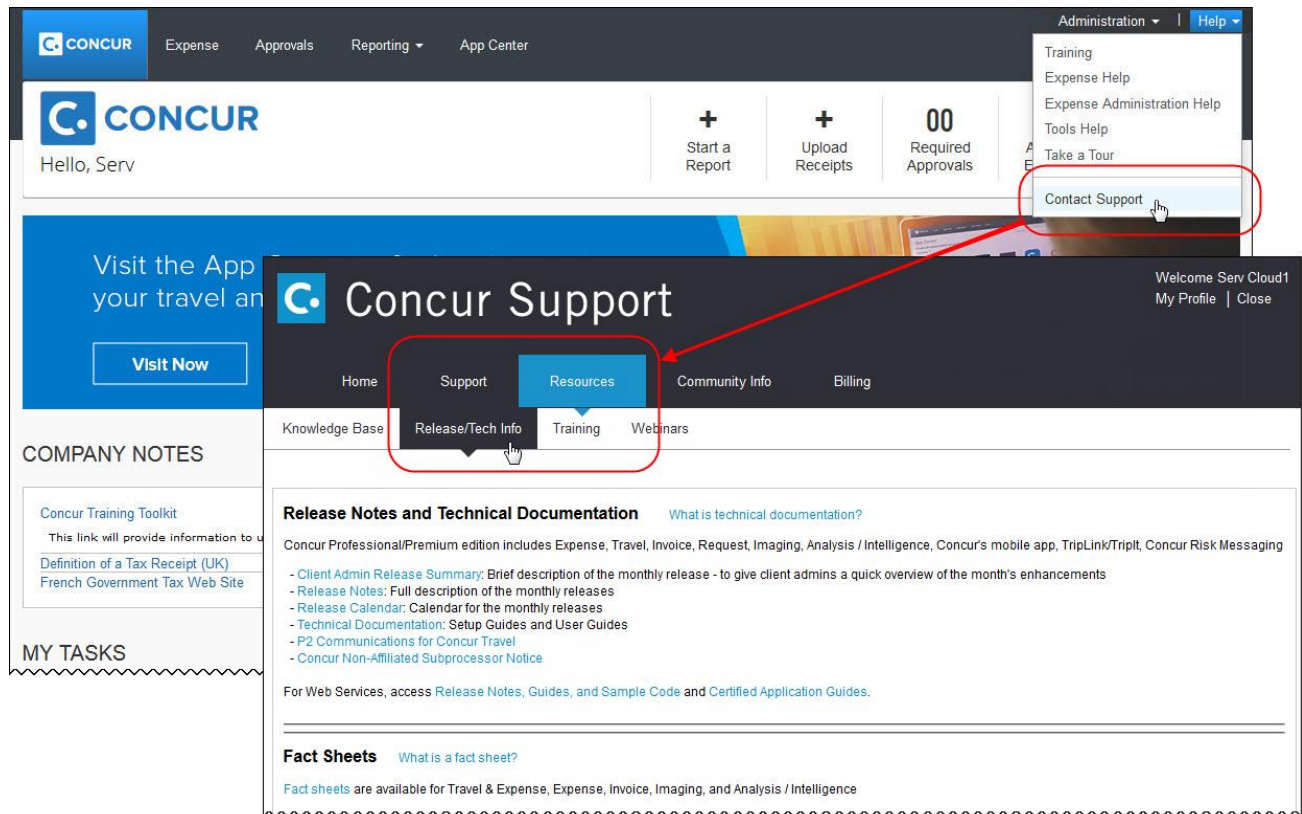 Administration | Help
C. CONCUR Expense Approvals Reporting App Center
Training
Expense Help
Expense Administration Help
Tools Help
Take a Tour
Contact Support
C. CONCUR
Hello, Serv
+ Start a Report
+ Upload Receipts
00 Required Approvals
A
E
Visit the App
your travel an
Visit Now
COMPANY NOTES
Concur Training Toolkit
This link will provide information to u
Definition of a Tax Receipt (UK)
French Government Tax Web Site
MY TASKS
C. Concur Support
Welcome Serv Cloud1
My Profile | Close
Home Support Resources Community Info Billing
Knowledge Base Release/Tech Info Training Webinars
Release Notes and Technical Documentation What is technical documentation?
Concur Professional/Premium edition includes Expense, Travel, Invoice, Request, Imaging, Analysis / Intelligence, Concur's mobile app, TripLink/TripIt, Concur Risk Messaging
- Client Admin Release Summary: Brief description of the monthly release - to give client admins a quick overview of the month's enhancements
- Release Notes: Full description of the monthly releases
- Release Calendar: Calendar for the monthly releases
- Technical Documentation: Setup Guides and User Guides
- P2 Communications for Concur Travel
- Concur Non-Affiliated Subprocessor Notice
For Web Services, access Release Notes, Guides, and Sample Code and Certified Application Guides.
Fact Sheets What is a fact sheet?
Fact sheets are available for Travel & Expense, Expense, Invoice, Imaging, and Analysis / Intelligence